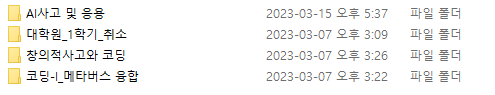 AI사고 및 응용 2023-03-15 오후 5:37 파일 폴더
대학원_1학기_취소 2023-03-07 오후 3:09 파일 폴더
창의적사고와 코딩 2023-03-07 오후 3:26 파일 폴더
코딩-I_메타버스 융합 2023-03-07 오후 3:22 파일 폴더